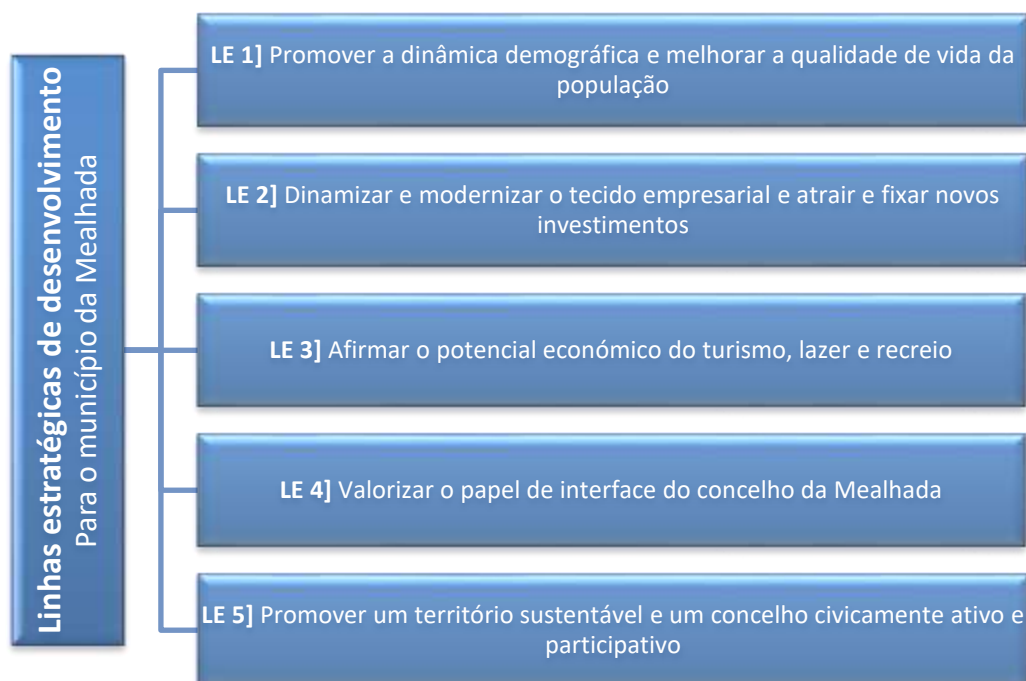 Linhas estratégicas de desenvolvimento
Para o município da Mealhada
LE 1] Promover a dinâmica demográfica e melhorar a qualidade de vida da
população
LE 2] Dinamizar e modernizar o tecido empresarial e atrair e fixar novos
investimentos
LE 3] Afirmar o potencial económico do turismo, lazer e recreio
LE 4] Valorizar o papel de interface do concelho da Mealhada
LE 5] Promover um território sustentável e um concelho civicamente ativo e
participativo